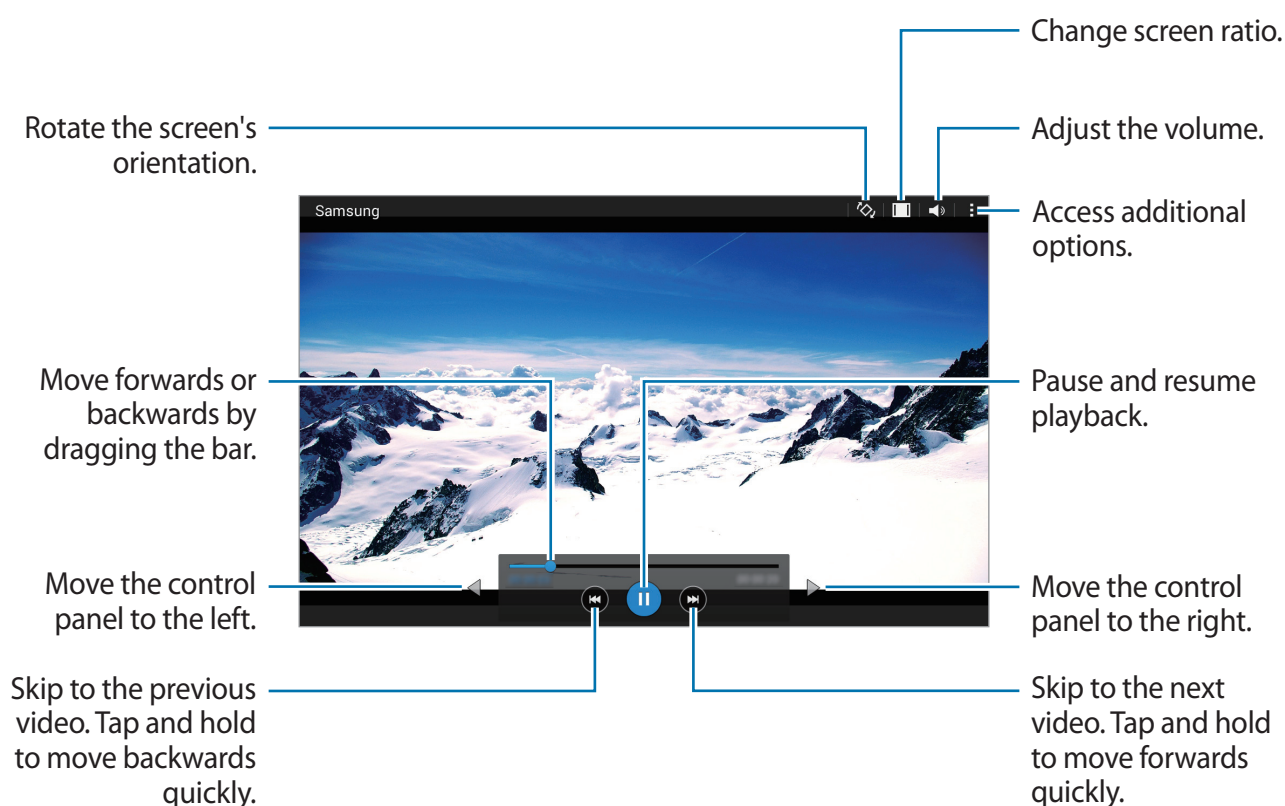 Change screen ratio.
Rotate the screen's
orientation.
Adjust the volume.
Samsung
Access additional
options.
Move forwards or
backwards by
dragging the bar.
Pause and resume
playback.
Move the control
panel to the left.
Move the control
panel to the right.
Skip to the previous
video. Tap and hold
to move backwards
quickly.
Skip to the next
video. Tap and hold
to move forwards
quickly.